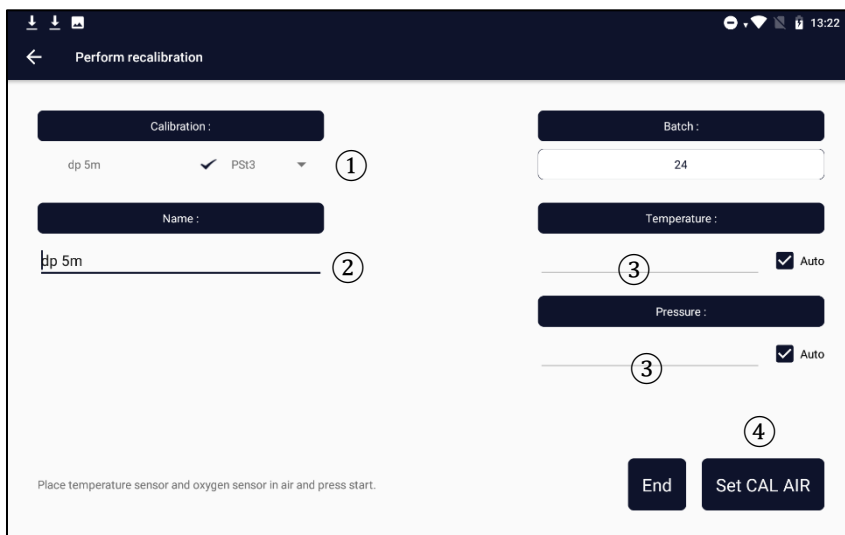 13:22
Perform recalibration
Calibration :
dp 5m PSt3 ①
Name :
dp 5m ②
Batch :
24
Temperature :
③ Auto
Pressure :
③ Auto
④
Place temperature sensor and oxygen sensor in air and press start.
End Set CAL AIR